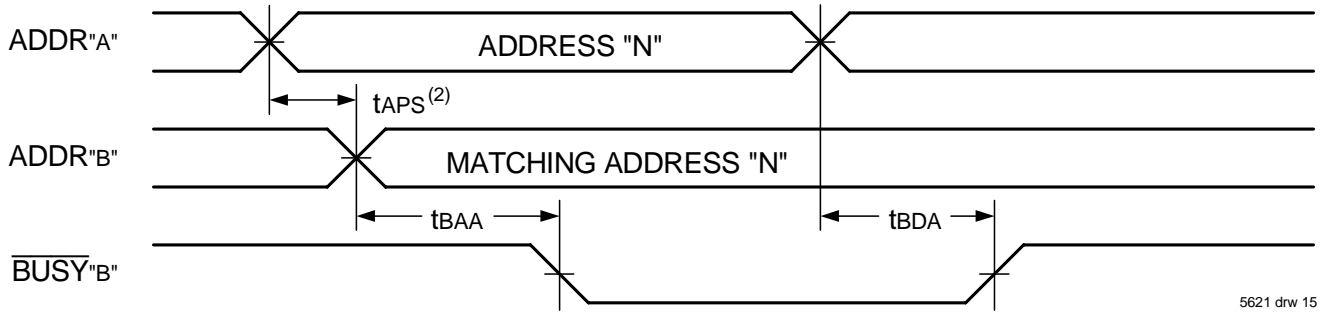 ADDR"A"
ADDRESS "N"
tAPS(2)
ADDR"B"
MATCHING ADDRESS "N"
tBAA
tBDA
BUSY"B"
5621 drw 15